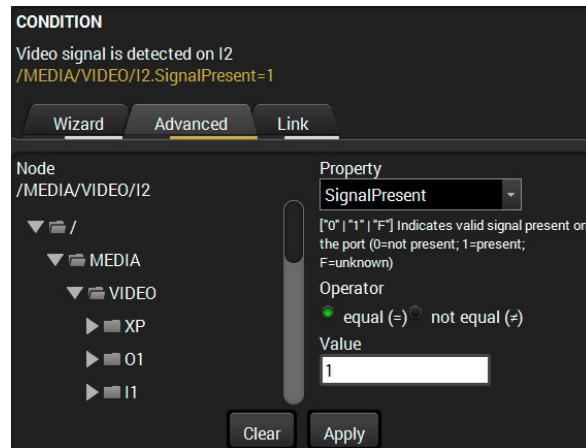 CONDITION
Video signal is detected on I2
/MEDIA/VIDEO/I2.SignalPresent=1
Wizard
Advanced
Link
Node
/MEDIA/VIDEO/I2
/
MEDIA
VIDEO
XP
O1
I1
Property
SignalPresent
["0" | "1" | "F"] Indicates valid signal present on
the port (0=not present; 1=present;
F=unknown)
Operator
equal (=)
not equal (≠)
Value
1
Clear
Apply